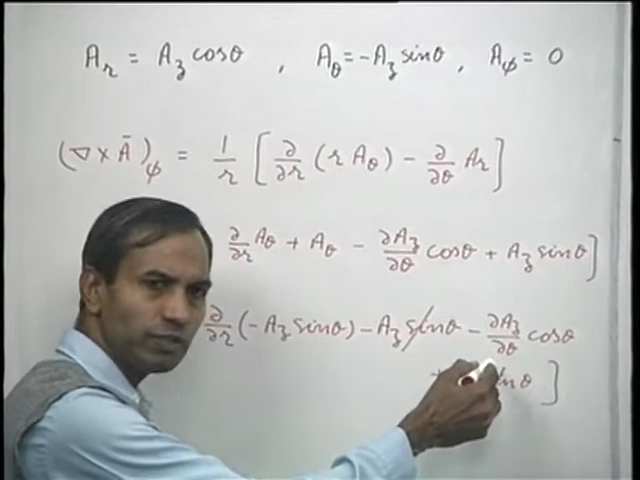 A_r = A_z cosθ , A_θ = -A_z sinθ , A_φ = 0
(∇ × Ā)_φ = 1/r [ ∂/∂r (r A_θ) - ∂/∂θ A_r ]
∂/∂r A_θ + A_θ - ∂A_z/∂θ cosθ + A_z sinθ ]
∂/∂r (-A_z sinθ) - A_z sinθ - ∂A_z/∂θ cosθ
+ sinθ ]